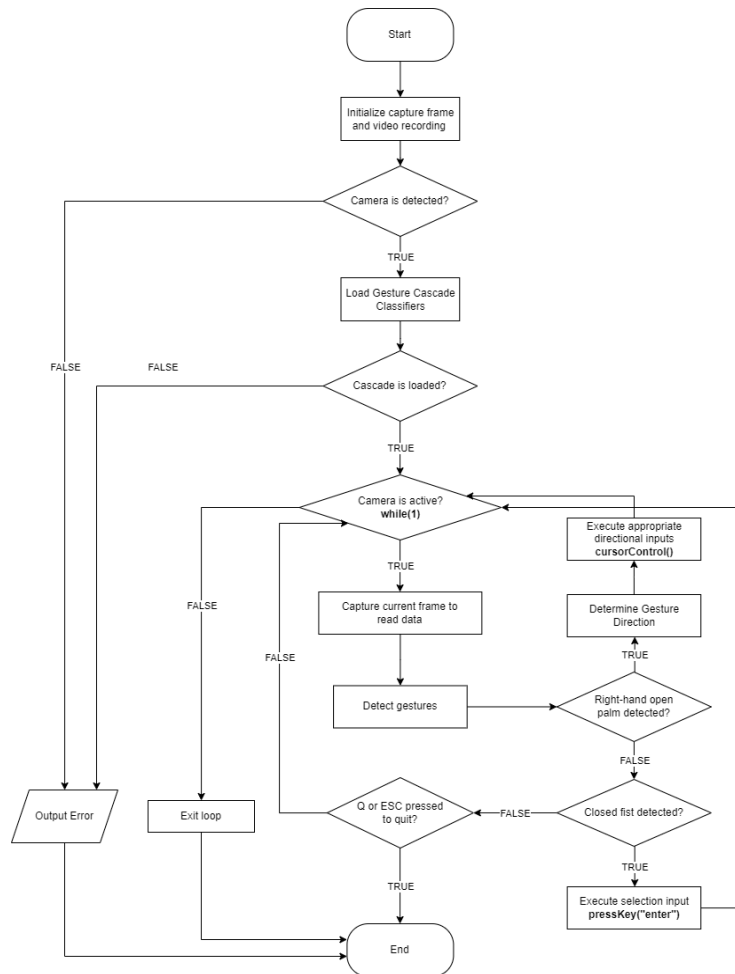 Start
Initialize capture frame
and video recording
Camera is detected?
TRUE
Load Gesture Cascade
Classifiers
FALSE
FALSE
Cascade is loaded?
TRUE
Camera is active?
while(1)
Execute appropriate
directional inputs
cursorControl()
TRUE
FALSE
Capture current frame to
read data
Determine Gesture
Direction
FALSE
TRUE
Detect gestures
Right-hand open
palm detected?
FALSE
Output Error
Exit loop
Q or ESC pressed
to quit?
FALSE
Closed fist detected?
TRUE
TRUE
Execute selection input
pressKey("enter")
End